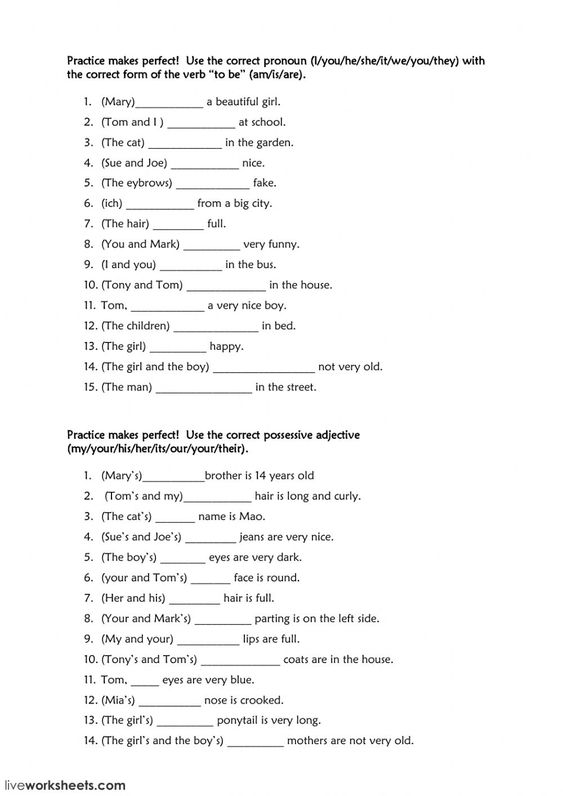 Practice makes perfect! Use the correct pronoun (I/you/he/she/it/we/you/they) with
the correct form of the verb “to be” (am/is/are).
1. (Mary)____________ a beautiful girl.
2. (Tom and I ) ____________ at school.
3. (The cat) _____________ in the garden.
4. (Sue and Joe) ____________ nice.
5. (The eybrows) _____________ fake.
6. (ich) ____________ from a big city.
7. (The hair) _________ full.
8. (You and Mark) __________ very funny.
9. (I and you) ___________ in the bus.
10. (Tony and Tom) ______________ in the house.
11. Tom, _____________ a very nice boy.
12. (The children) _______________ in bed.
13. (The girl) __________ happy.
14. (The girl and the boy) __________________ not very old.
15. (The man) _________________ in the street.
Practice makes perfect! Use the correct possessive adjective
(my/your/his/her/its/our/your/their).
1. (Mary’s)___________brother is 14 years old
2. (Tom’s and my)____________ hair is long and curly.
3. (The cat’s) _______ name is Mao.
4. (Sue’s and Joe’s) _________ jeans are very nice.
5. (The boy’s) ________ eyes are very dark.
6. (your and Tom’s) _______ face is round.
7. (Her and his) _________ hair is full.
8. (Your and Mark’s) __________ parting is on the left side.
9. (My and your) ___________ lips are full.
10. (Tony’s and Tom’s) ______________ coats are in the house.
11. Tom, _____ eyes are very blue.
12. (Mia’s) ___________ nose is crooked.
13. (The girl’s) __________ ponytail is very long.
14. (The girl’s and the boy’s) __________ mothers are not very old.
liveworksheets.com